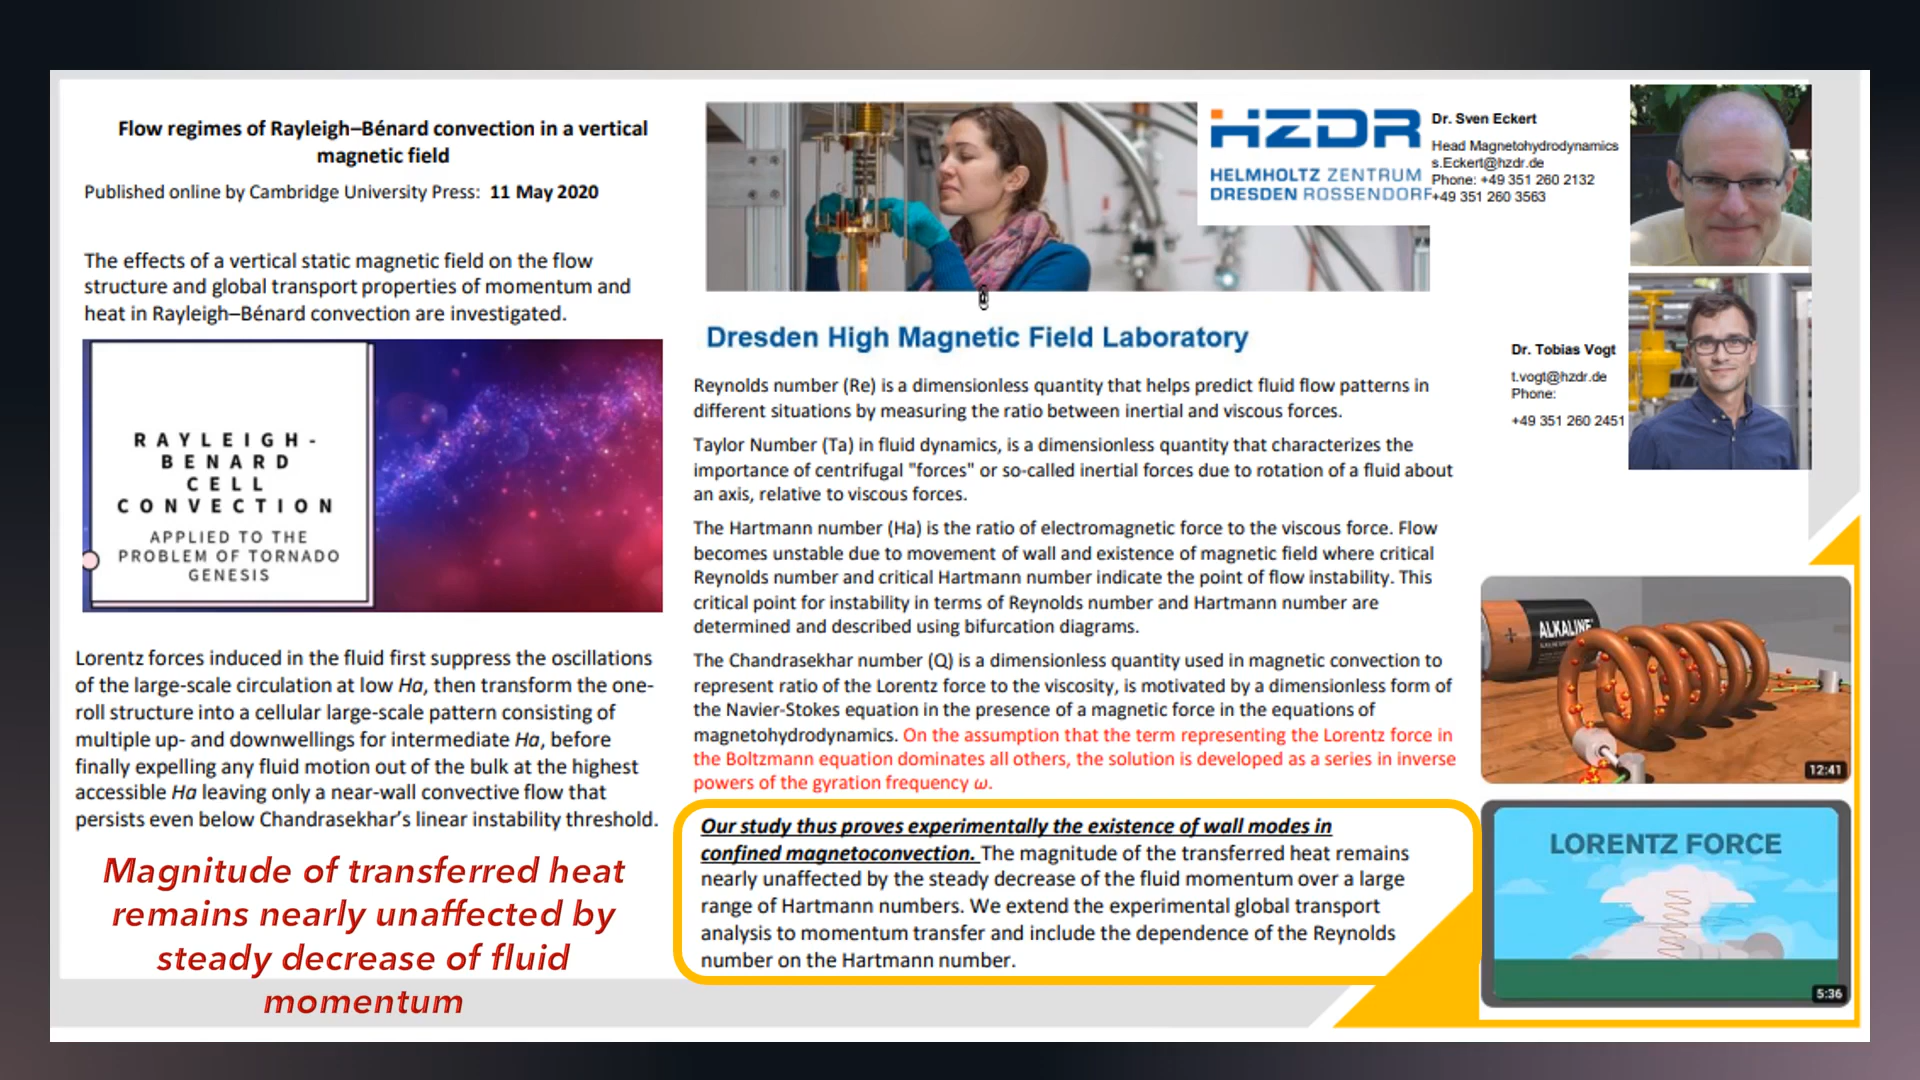 Flow regimes of Rayleigh–Bénard convection in a vertical
magnetic field
Published online by Cambridge University Press: 11 May 2020
The effects of a vertical static magnetic field on the flow
structure and global transport properties of momentum and
heat in Rayleigh–Bénard convection are investigated.
RAYLEIGH-
BENARD
CELL
CONVECTION
APPLIED TO THE
PROBLEM OF TORNADO
GENESIS
Lorentz forces induced in the fluid first suppress the oscillations
of the large-scale circulation at low Ha, then transform the one-
roll structure into a cellular large-scale pattern consisting of
multiple up- and downwellings for intermediate Ha, before
finally expelling any fluid motion out of the bulk at the highest
accessible Ha leaving only a near-wall convective flow that
persists even below Chandrasekhar's linear instability threshold.
Magnitude of transferred heat
remains nearly unaffected by
steady decrease of fluid
momentum
HZDR
HELMHOLTZ ZENTRUM
DRESDEN ROSSENDORF
Dr. Sven Eckert
Head Magnetohydrodynamics
s.Eckert@hzdr.de
Phone: +49 351 260 2132
+49 351 260 3563
Dresden High Magnetic Field Laboratory
Dr. Tobias Vogt
t.vogt@hzdr.de
Phone:
+49 351 260 2451
Reynolds number (Re) is a dimensionless quantity that helps predict fluid flow patterns in
different situations by measuring the ratio between inertial and viscous forces.
Taylor Number (Ta) in fluid dynamics, is a dimensionless quantity that characterizes the
importance of centrifugal "forces" or so-called inertial forces due to rotation of a fluid about
an axis, relative to viscous forces.
The Hartmann number (Ha) is the ratio of electromagnetic force to the viscous force. Flow
becomes unstable due to movement of wall and existence of magnetic field where critical
Reynolds number and critical Hartmann number indicate the point of flow instability. This
critical point for instability in terms of Reynolds number and Hartmann number are
determined and described using bifurcation diagrams.
The Chandrasekhar number (Q) is a dimensionless quantity used in magnetic convection to
represent ratio of the Lorentz force to the viscosity, is motivated by a dimensionless form of
the Navier-Stokes equation in the presence of a magnetic force in the equations of
magnetohydrodynamics. On the assumption that the term representing the Lorentz force in
the Boltzmann equation dominates all others, the solution is developed as a series in inverse
powers of the gyration frequency ω.
Our study thus proves experimentally the existence of wall modes in
confined magnetoconvection. The magnitude of the transferred heat remains
nearly unaffected by the steady decrease of the fluid momentum over a large
range of Hartmann numbers. We extend the experimental global transport
analysis to momentum transfer and include the dependence of the Reynolds
number on the Hartmann number.
+ ALKALINE
12:41
LORENTZ FORCE
5:36